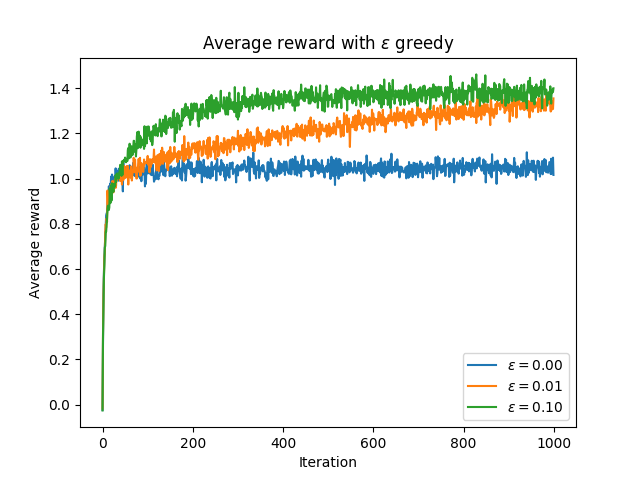 Average reward with ε greedy
Average reward
1.4
1.2
1.0
0.8
0.6
0.4
0.2
0.0
0 200 400 600 800 1000
Iteration
ε = 0.00
ε = 0.01
ε = 0.10